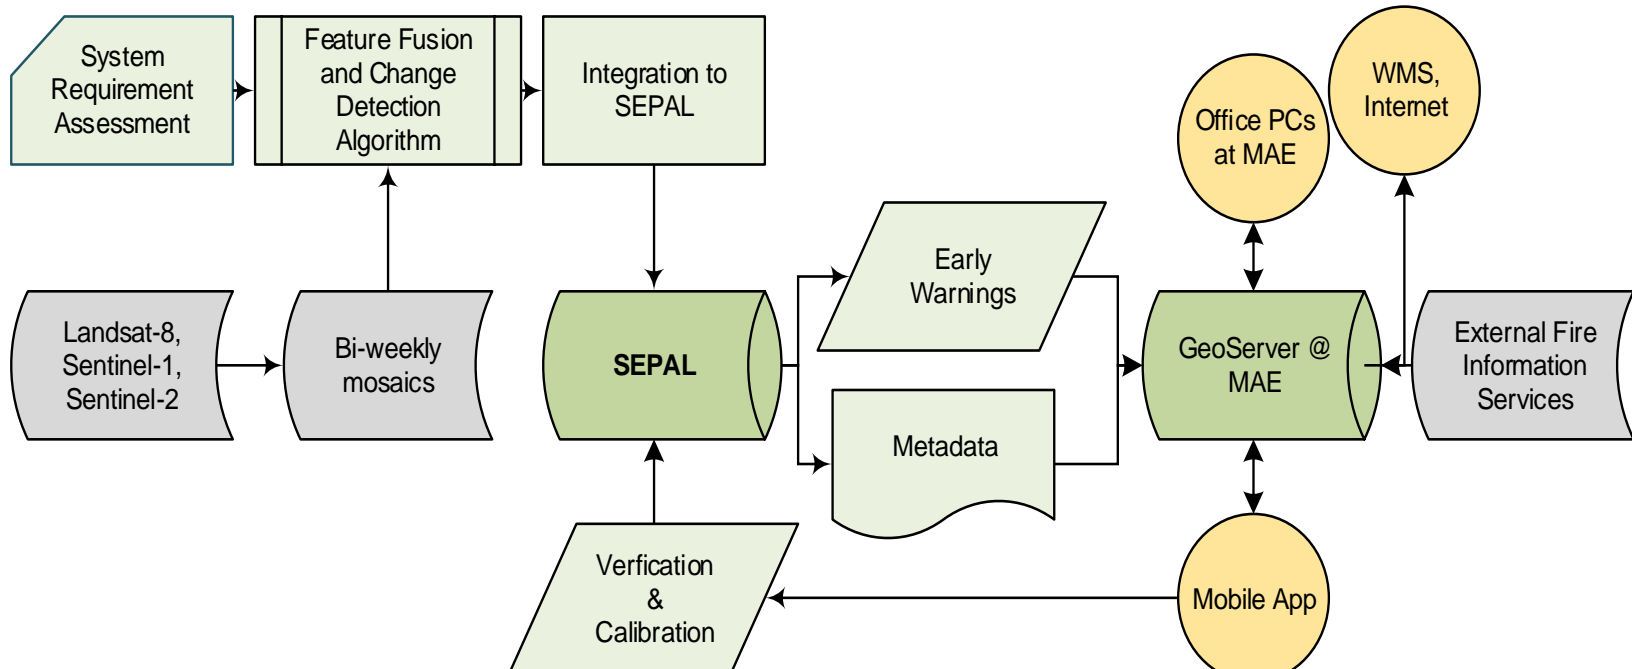 System
Requirement
Assessment
Feature Fusion
and Change
Detection
Algorithm
Integration to
SEPAL
Office PCs
at MAE
WMS,
Internet
Landsat-8,
Sentinel-1,
Sentinel-2
Bi-weekly
mosaics
SEPAL
Early
Warnings
Metadata
GeoServer @
MAE
External Fire
Information
Services
Verfication
&
Calibration
Mobile App